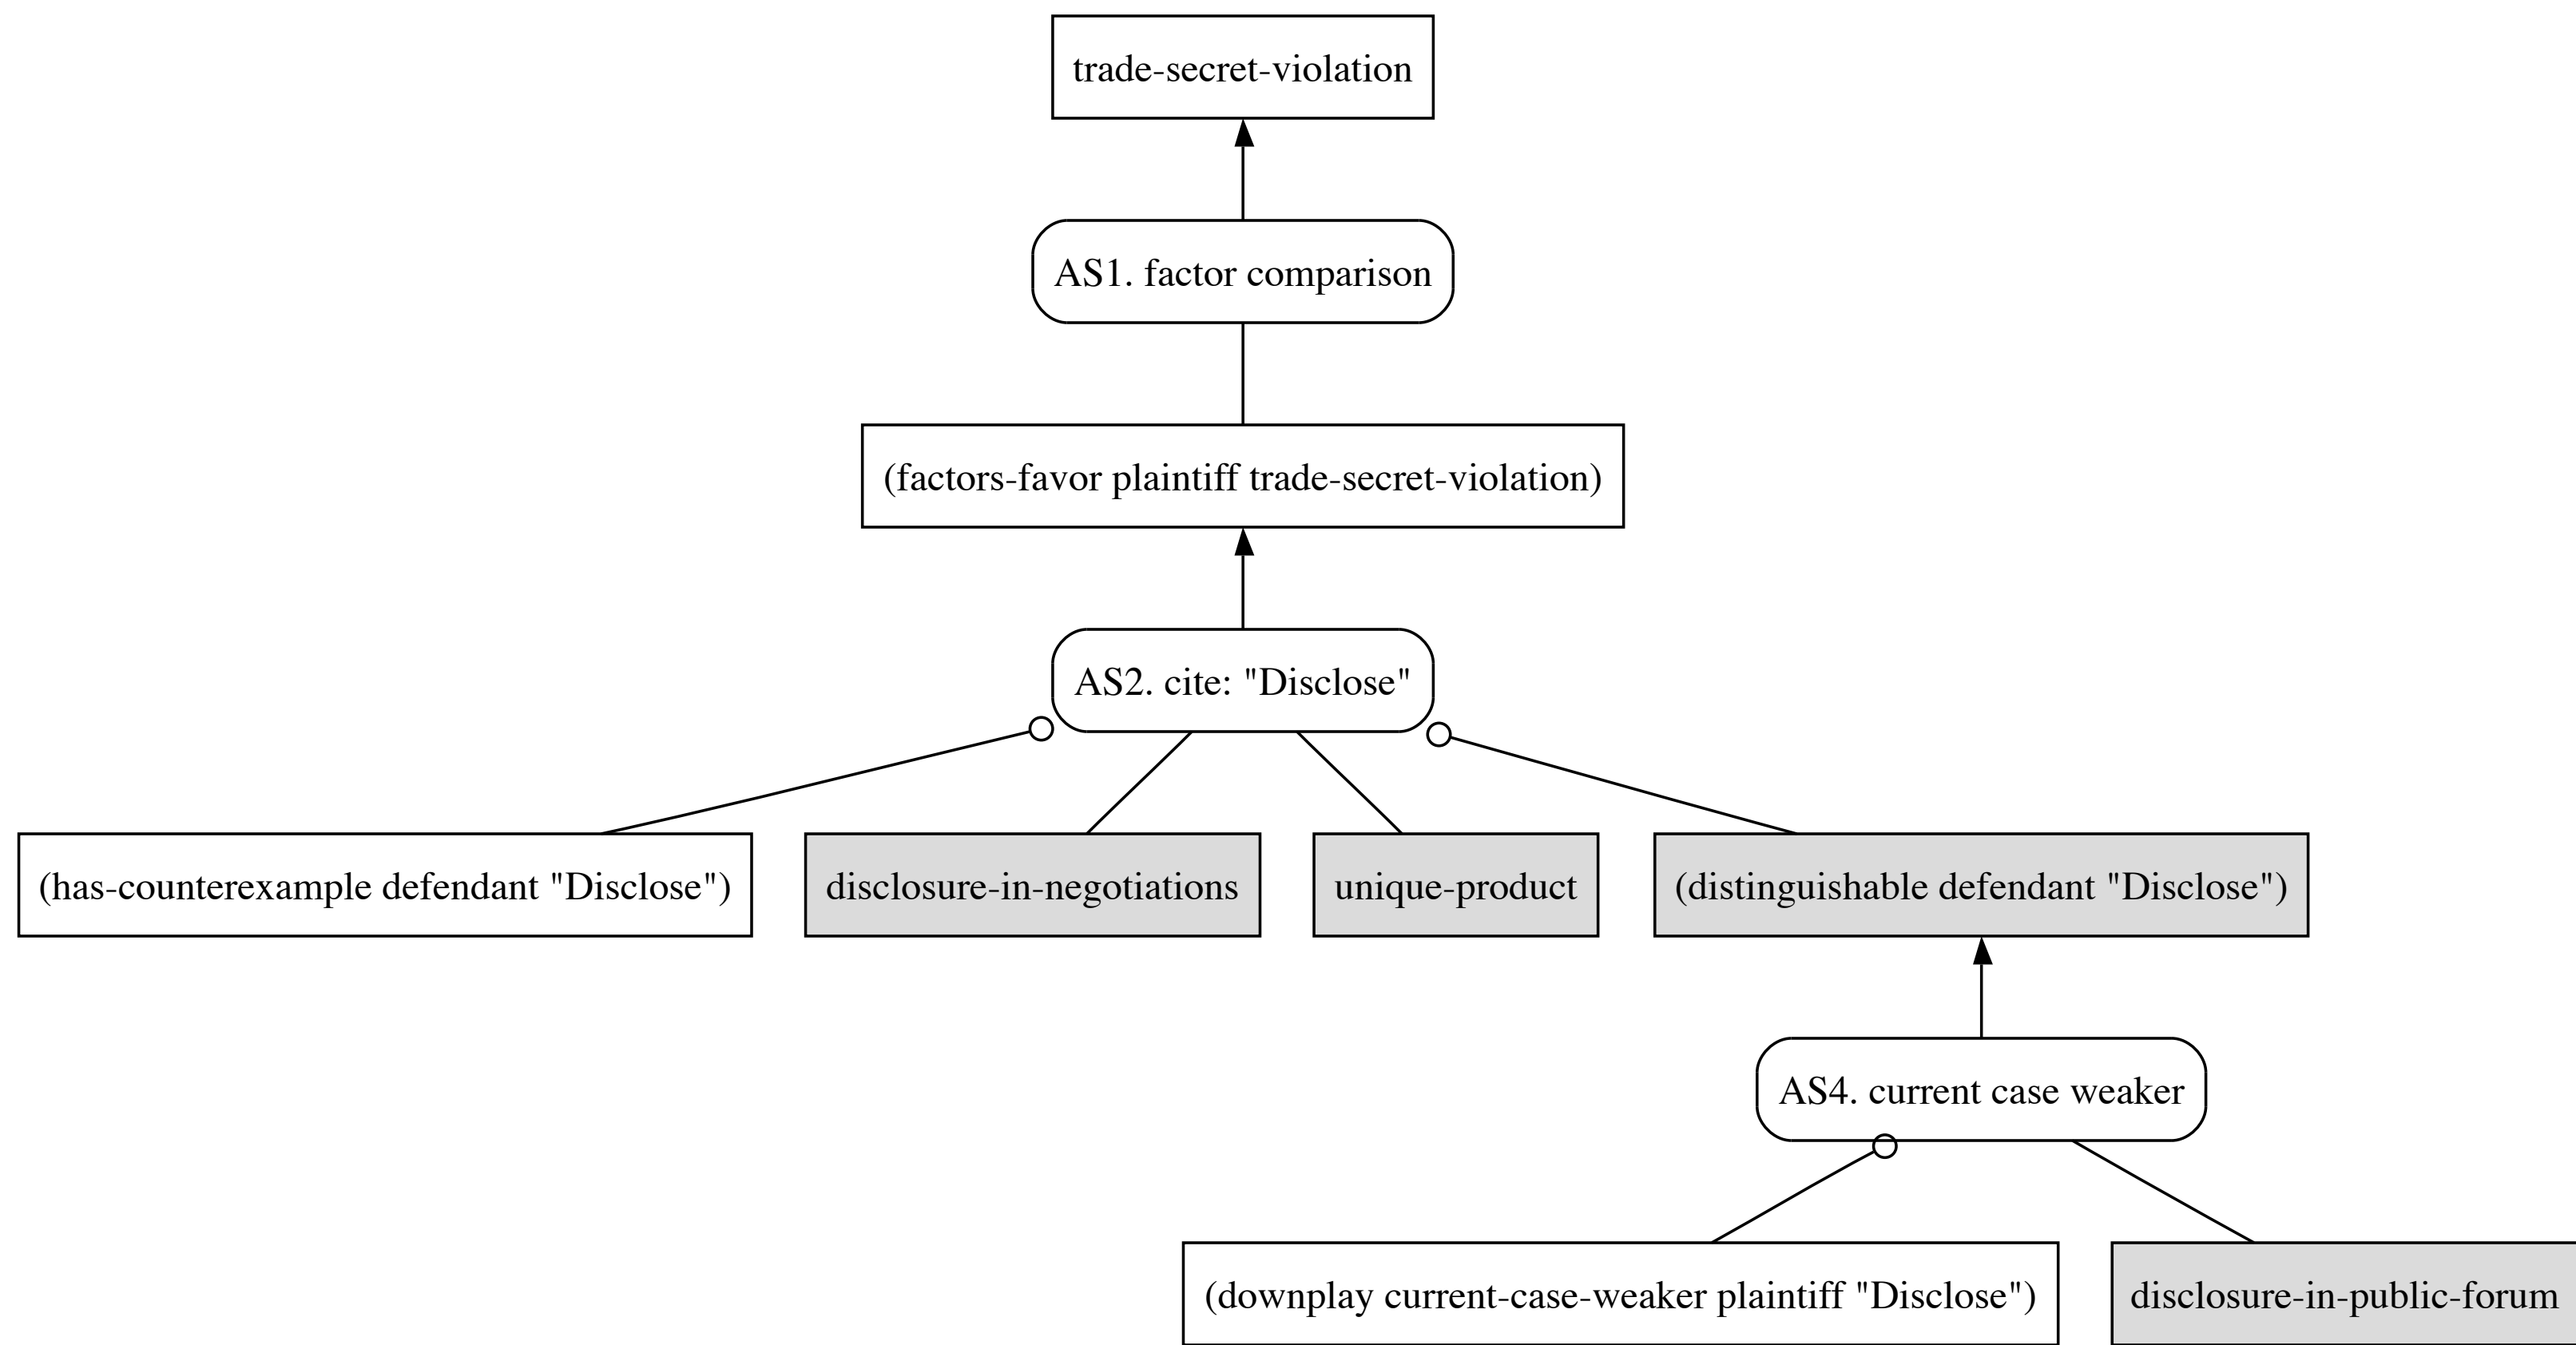 trade-secret-violation
AS1. factor comparison
(factors-favor plaintiff trade-secret-violation)
AS2. cite: "Disclose"
(has-counterexample defendant "Disclose")
disclosure-in-negotiations
unique-product
(distinguishable defendant "Disclose")
AS4. current case weaker
(downplay current-case-weaker plaintiff "Disclose")
disclosure-in-public-forum